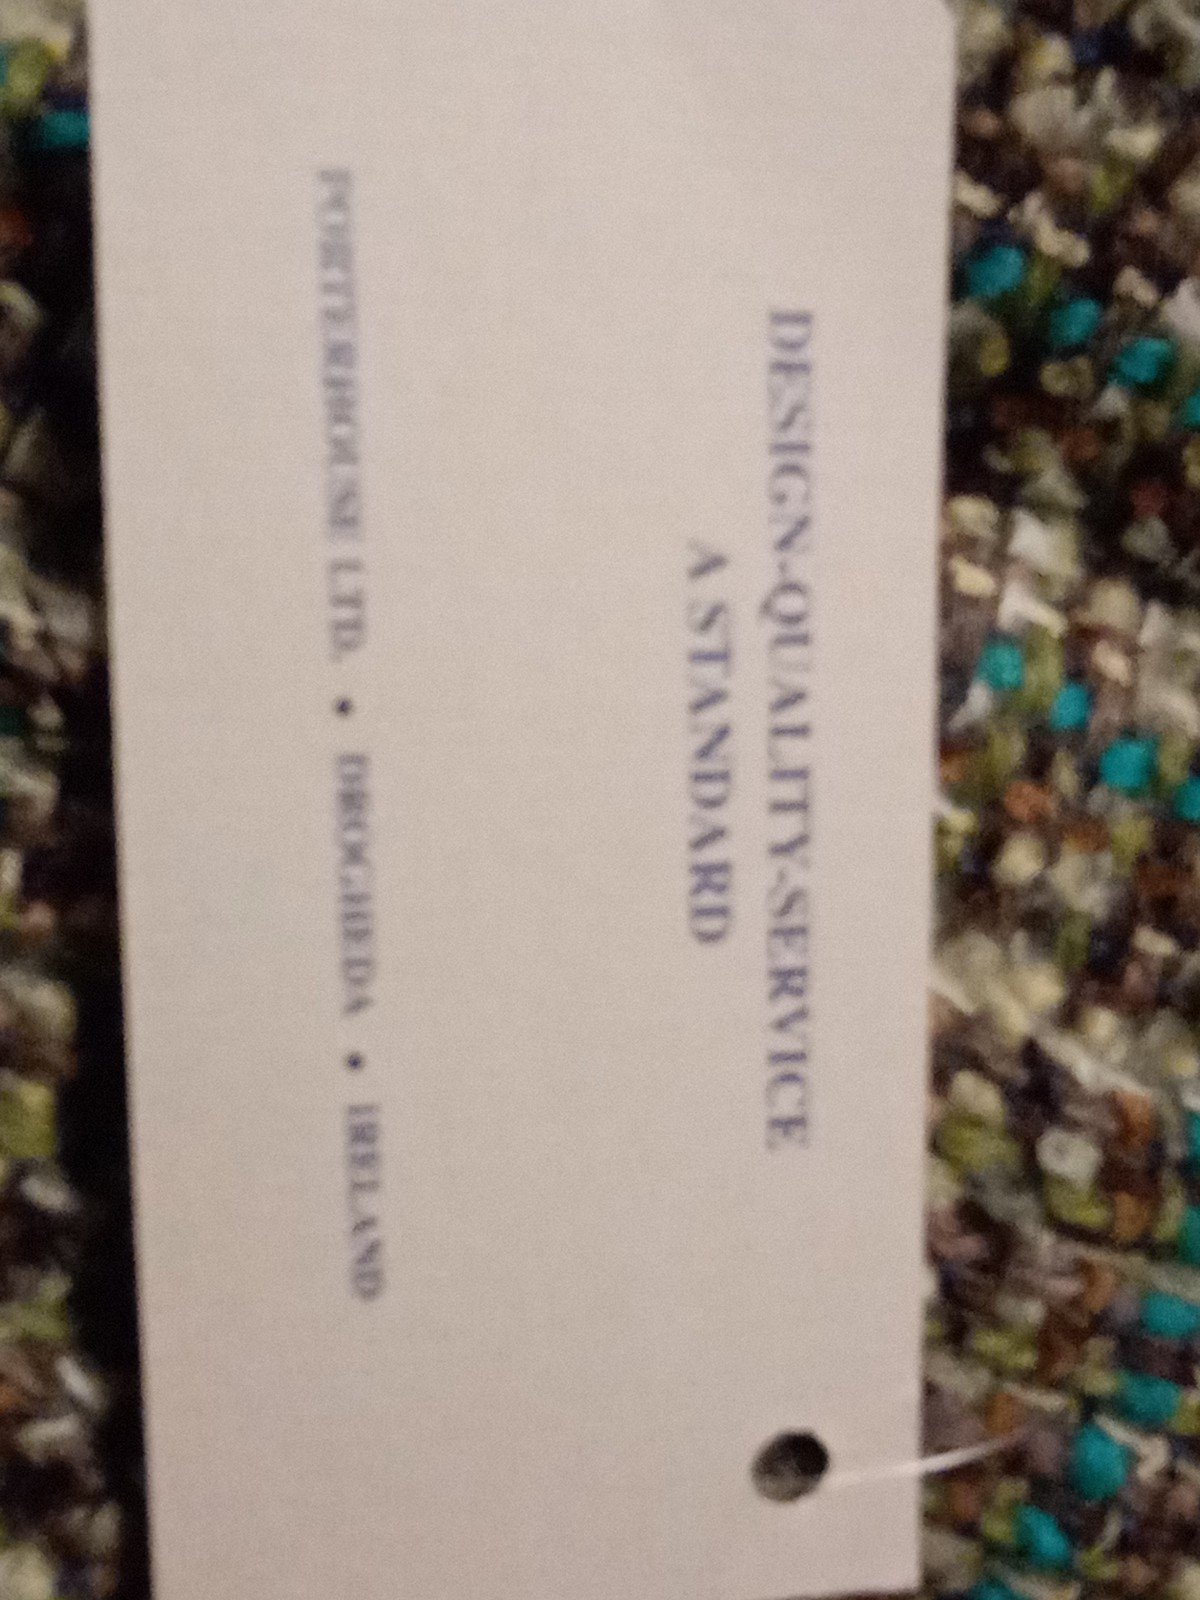 DESIGN-QUALITY-SERVICE
A STANDARD
PORTERHOUSE LTD. • DROGHEDA • IRELAND